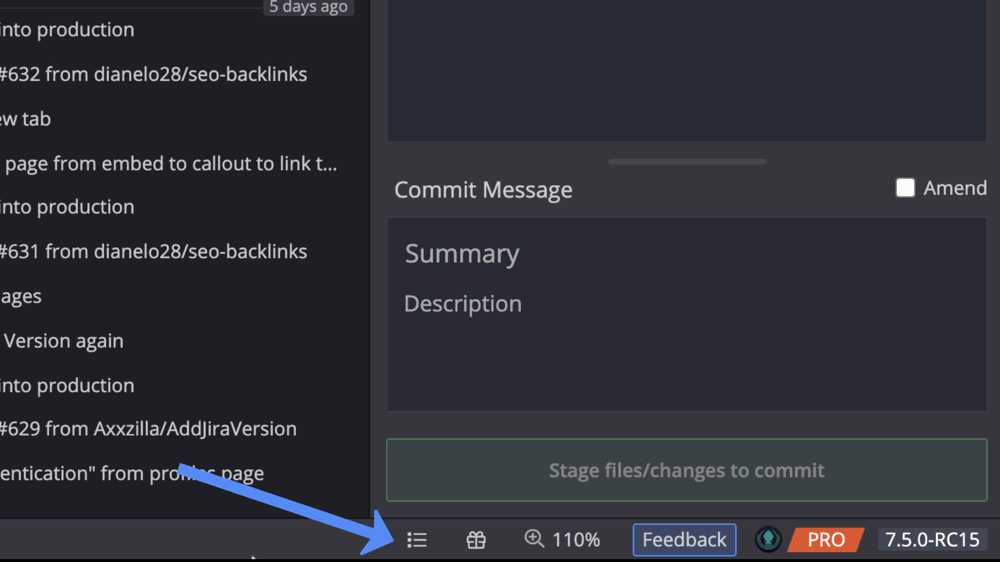 5 days ago
into production
#632 from dianelo28/seo-backlinks
ew tab
page from embed to callout to link t...
into production
#631 from dianelo28/seo-backlinks
ages
Version again
into production
#629 from Axxzilla/AddJiraVersion
entication" from profiles page
Commit Message
Amend
Summary
Description
Stage files/changes to commit
110%
Feedback
PRO
7.5.0-RC15